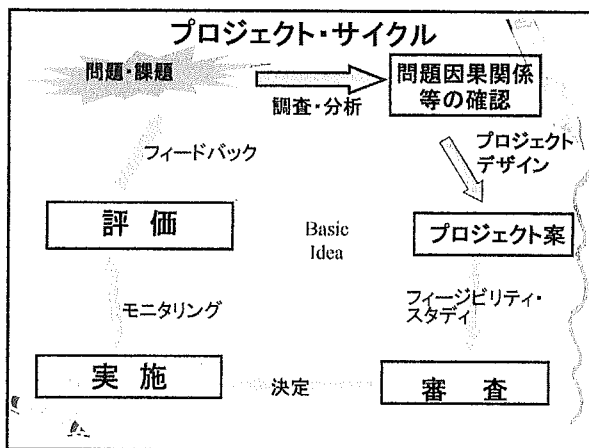 プロジェクト・サイクル
問題・課題
調査・分析
問題因果関係
等の確認
プロジェクト
デザイン
プロジェクト案
フィージビリティ・
スタディ
審 査
決定
実 施
モニタリング
評 価
フィードバック
Basic
Idea